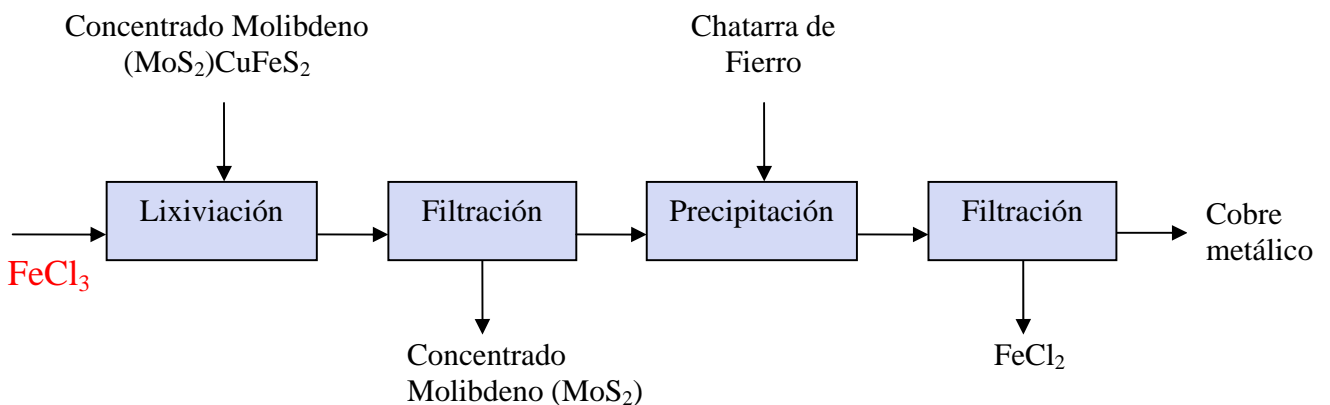 Concentrado Molibdeno
(MoS₂)CuFeS₂
Chatarra de
Fierro
Lixiviación
Filtración
Precipitación
Filtración
Cobre
metálico
FeCl₃
Concentrado
Molibdeno (MoS₂)
FeCl₂